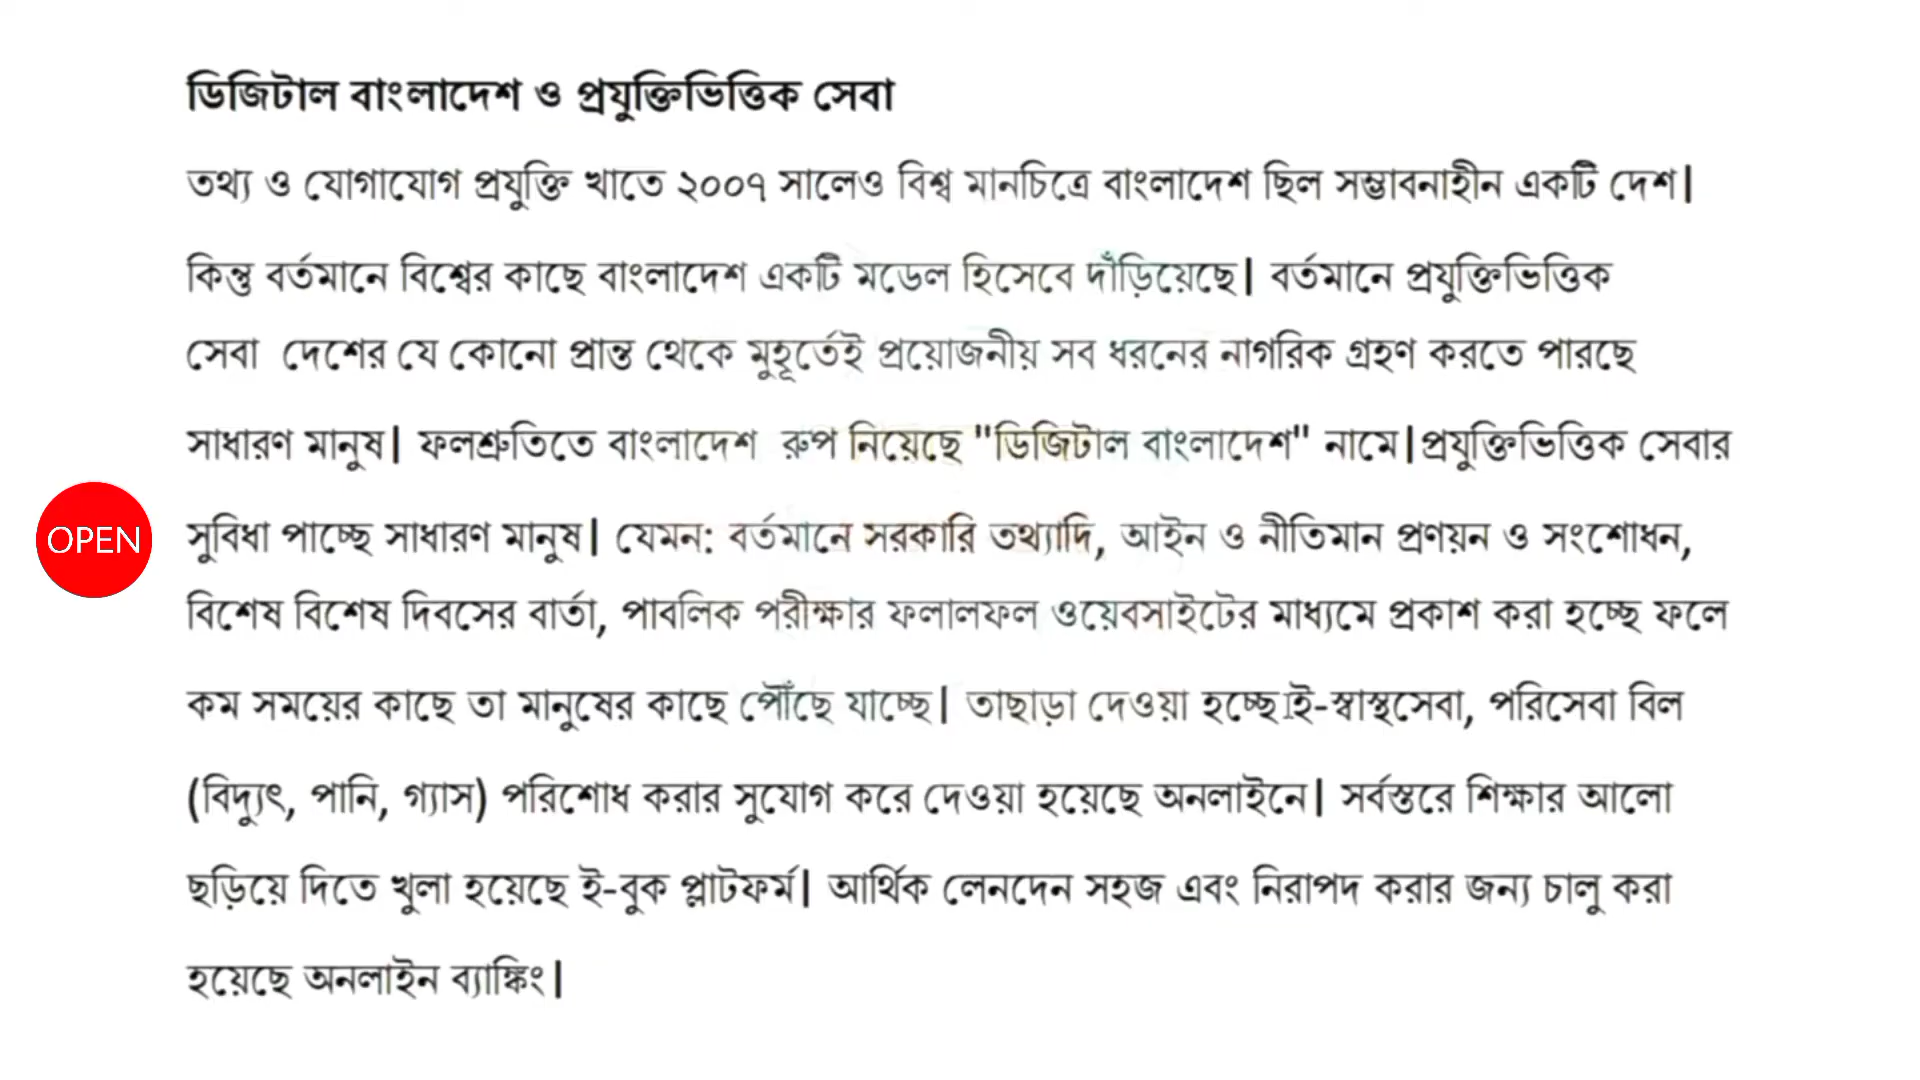 ডিজিটাল বাংলাদেশ ও প্রযুক্তিভিত্তিক সেবা
তথ্য ও যোগাযোগ প্রযুক্তি খাতে ২০০৭ সালেও বিশ্ব মানচিত্রে বাংলাদেশ ছিল সম্ভাবনাহীন একটি দেশ|
কিন্তু বর্তমানে বিশ্বের কাছে বাংলাদেশ একটি মডেল হিসেবে দাঁড়িয়েছে| বর্তমানে প্রযুক্তিভিত্তিক
সেবা দেশের যে কোনো প্রান্ত থেকে মুহূর্তেই প্রয়োজনীয় সব ধরনের নাগরিক গ্রহণ করতে পারছে
সাধারণ মানুষ| ফলশ্রুতিতে বাংলাদেশ রুপ নিয়েছে "ডিজিটাল বাংলাদেশ" নামে|প্রযুক্তিভিত্তিক সেবার
OPEN
সুবিধা পাচ্ছে সাধারণ মানুষ| যেমন: বর্তমানে সরকারি তথ্যাদি, আইন ও নীতিমান প্রণয়ন ও সংশোধন,
বিশেষ বিশেষ দিবসের বার্তা, পাবলিক পরীক্ষার ফলালফল ওয়েবসাইটের মাধ্যমে প্রকাশ করা হচ্ছে ফলে
কম সময়ের কাছে তা মানুষের কাছে পৌঁছে যাচ্ছে| তাছাড়া দেওয়া হচ্ছে ই-স্বাস্থসেবা, পরিসেবা বিল
(বিদ্যুৎ, পানি, গ্যাস) পরিশোধ করার সুযোগ করে দেওয়া হয়েছে অনলাইনে| সর্বস্তরে শিক্ষার আলো
ছড়িয়ে দিতে খুলা হয়েছে ই-বুক প্লাটফর্ম| আর্থিক লেনদেন সহজ এবং নিরাপদ করার জন্য চালু করা
হয়েছে অনলাইন ব্যাঙ্কিং|